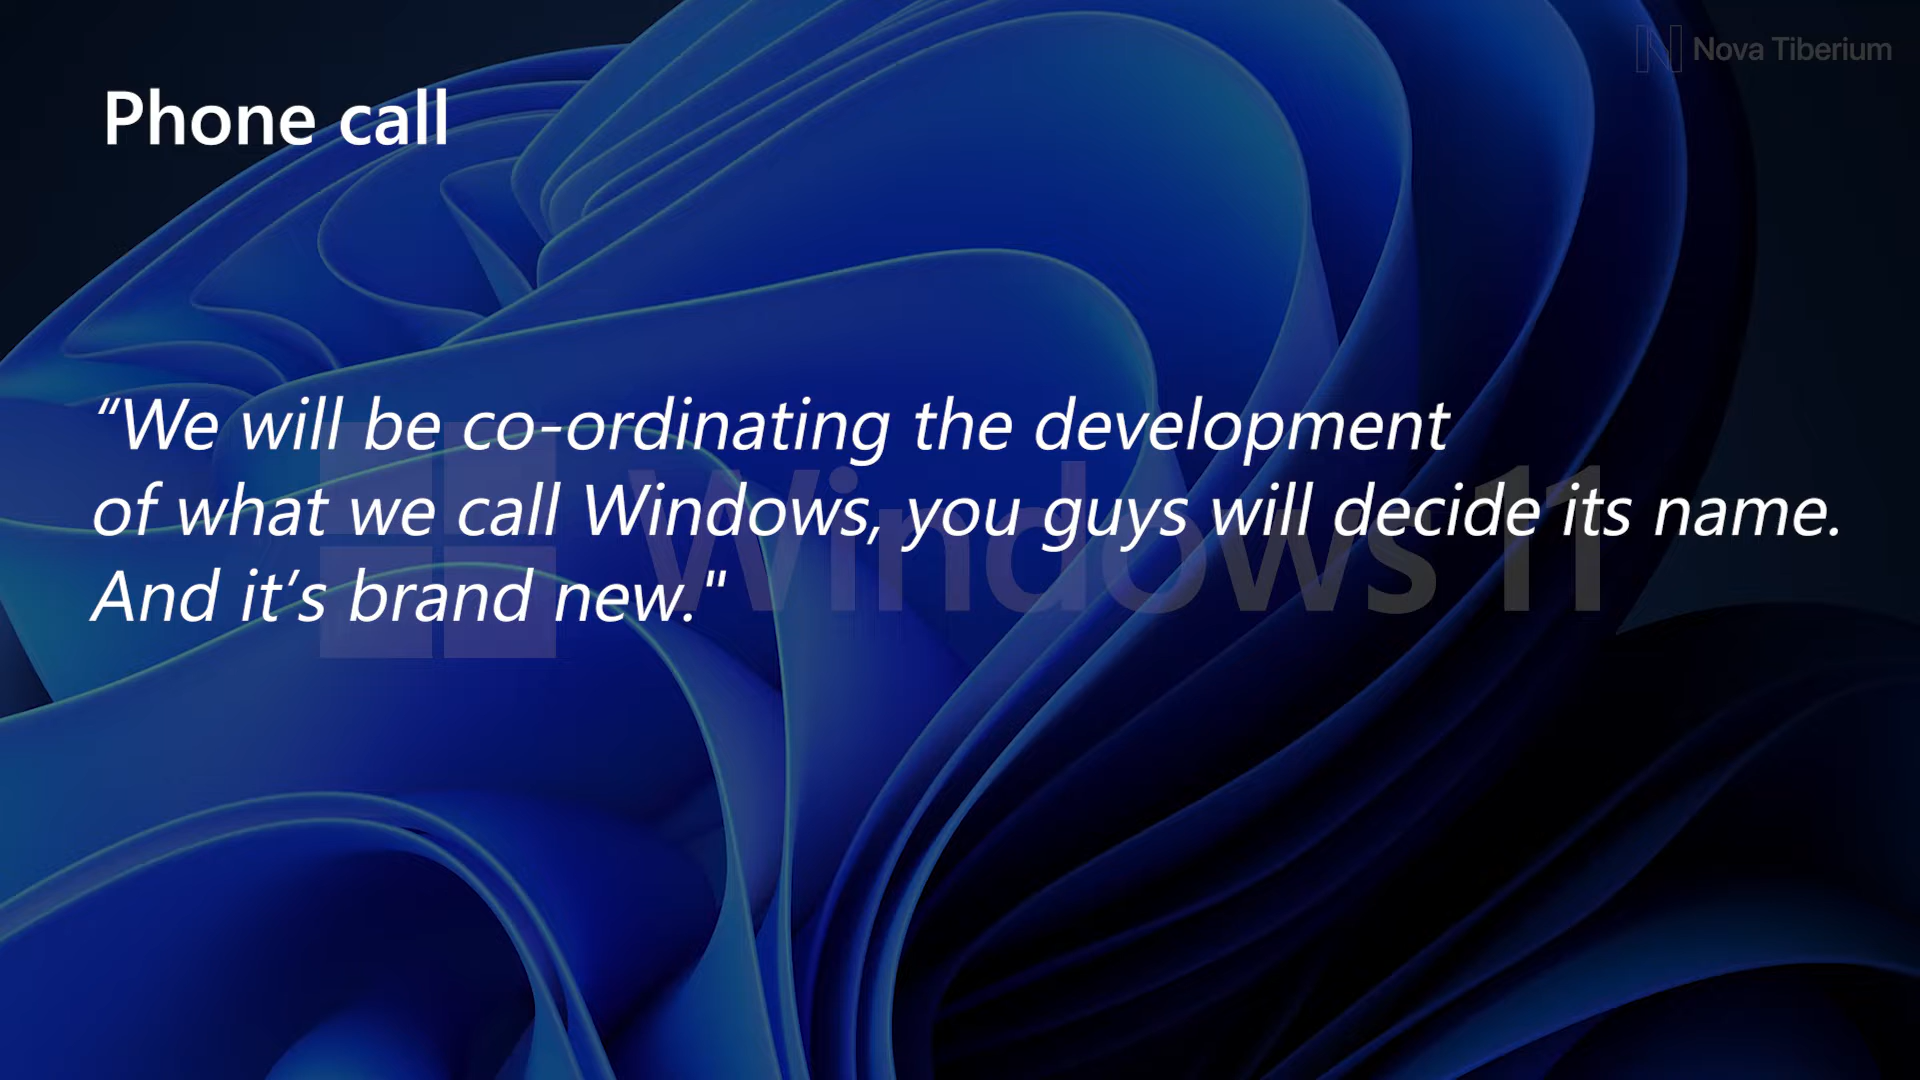 Nova Tiberium
Phone call
“We will be co-ordinating the development
of what we call Windows, you guys will decide its name.
And it’s brand new."
Windows 11